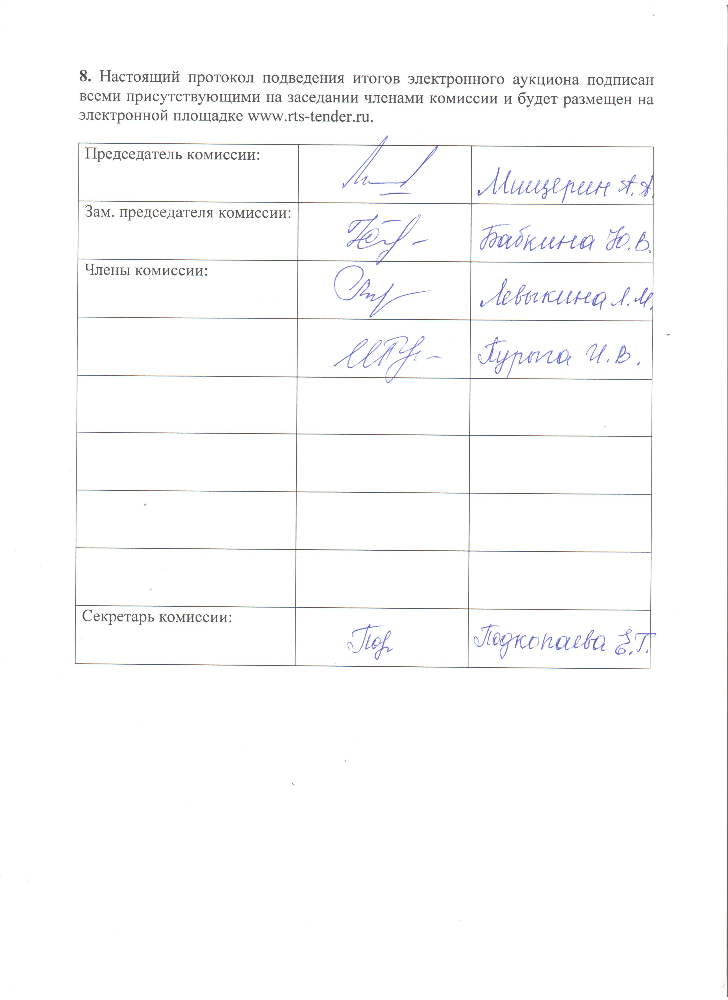 8. Настоящий протокол подведения итогов электронного аукциона подписан
всеми присутствующими на заседании членами комиссии и будет размещен на
электронной площадке www.rts-tender.ru.
Председатель комиссии:
Мищерин А.А.
Зам. председателя комиссии:
Бабкина Ю.В.
Члены комиссии:
Левыкина Л.М.
Пурыга И.В.
Секретарь комиссии:
Подкопаева Е.Г.